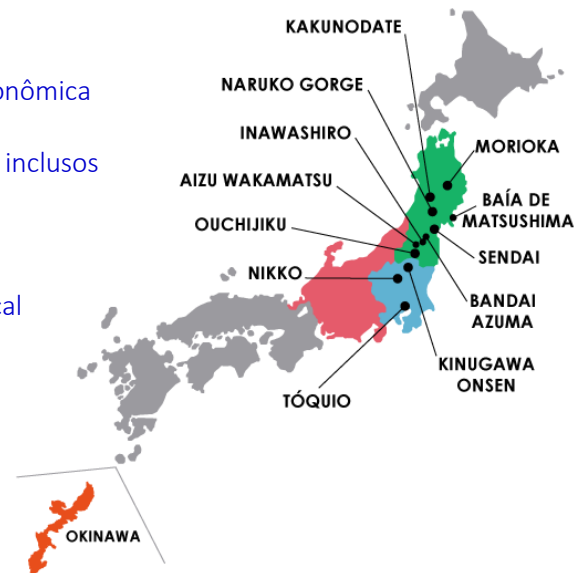 onômica
inclusos
cal
KAKUNODATE
NARUKO GORGE
INAWASHIRO
MORIOKA
AIZU WAKAMATSU
BAÍA DE
MATSUSHIMA
OUCHIJIKU
SENDAI
NIKKO
BANDAI
AZUMA
KINUGAWA
ONSEN
TÓQUIO
OKINAWA